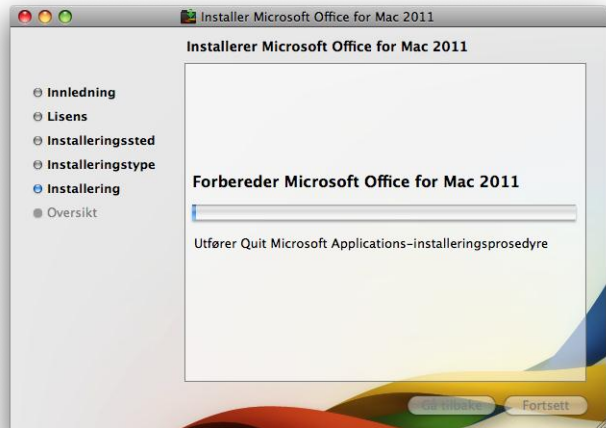 Installer Microsoft Office for Mac 2011
Installerer Microsoft Office for Mac 2011
Innledning
Lisens
Installeringssted
Installeringstype
Installering
Oversikt
Forbereder Microsoft Office for Mac 2011
Utfører Quit Microsoft Applications-installeringsprosedyre
Gå tilbake
Fortsett